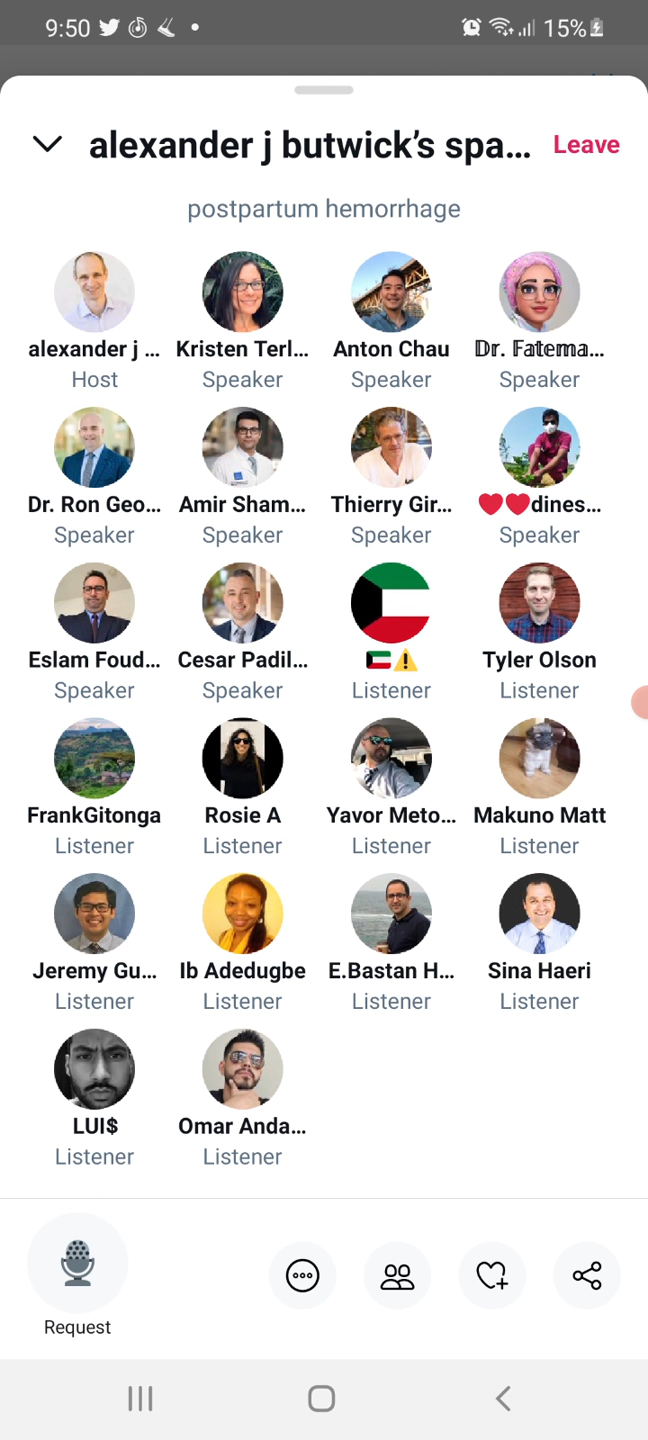 9:50 15%
alexander j butwick’s spa... Leave
postpartum hemorrhage
alexander j ... Kristen Terl... Anton Chau 𝔻r. 𝔽𝕒𝕥𝕖𝕞𝕒...
Host Speaker Speaker Speaker
Dr. Ron Geo... Amir Sham... Thierry Gir... ❤️❤️dines...
Speaker Speaker Speaker Speaker
Eslam Foud... Cesar Padil... 🇰🇼⚠️ Tyler Olson
Speaker Speaker Listener Listener
FrankGitonga Rosie A Yavor Meto... Makuno Matt
Listener Listener Listener Listener
Jeremy Gu... Ib Adedugbe E.Bastan H... Sina Haeri
Listener Listener Listener Listener
LUI$ Omar Anda...
Listener Listener
Request